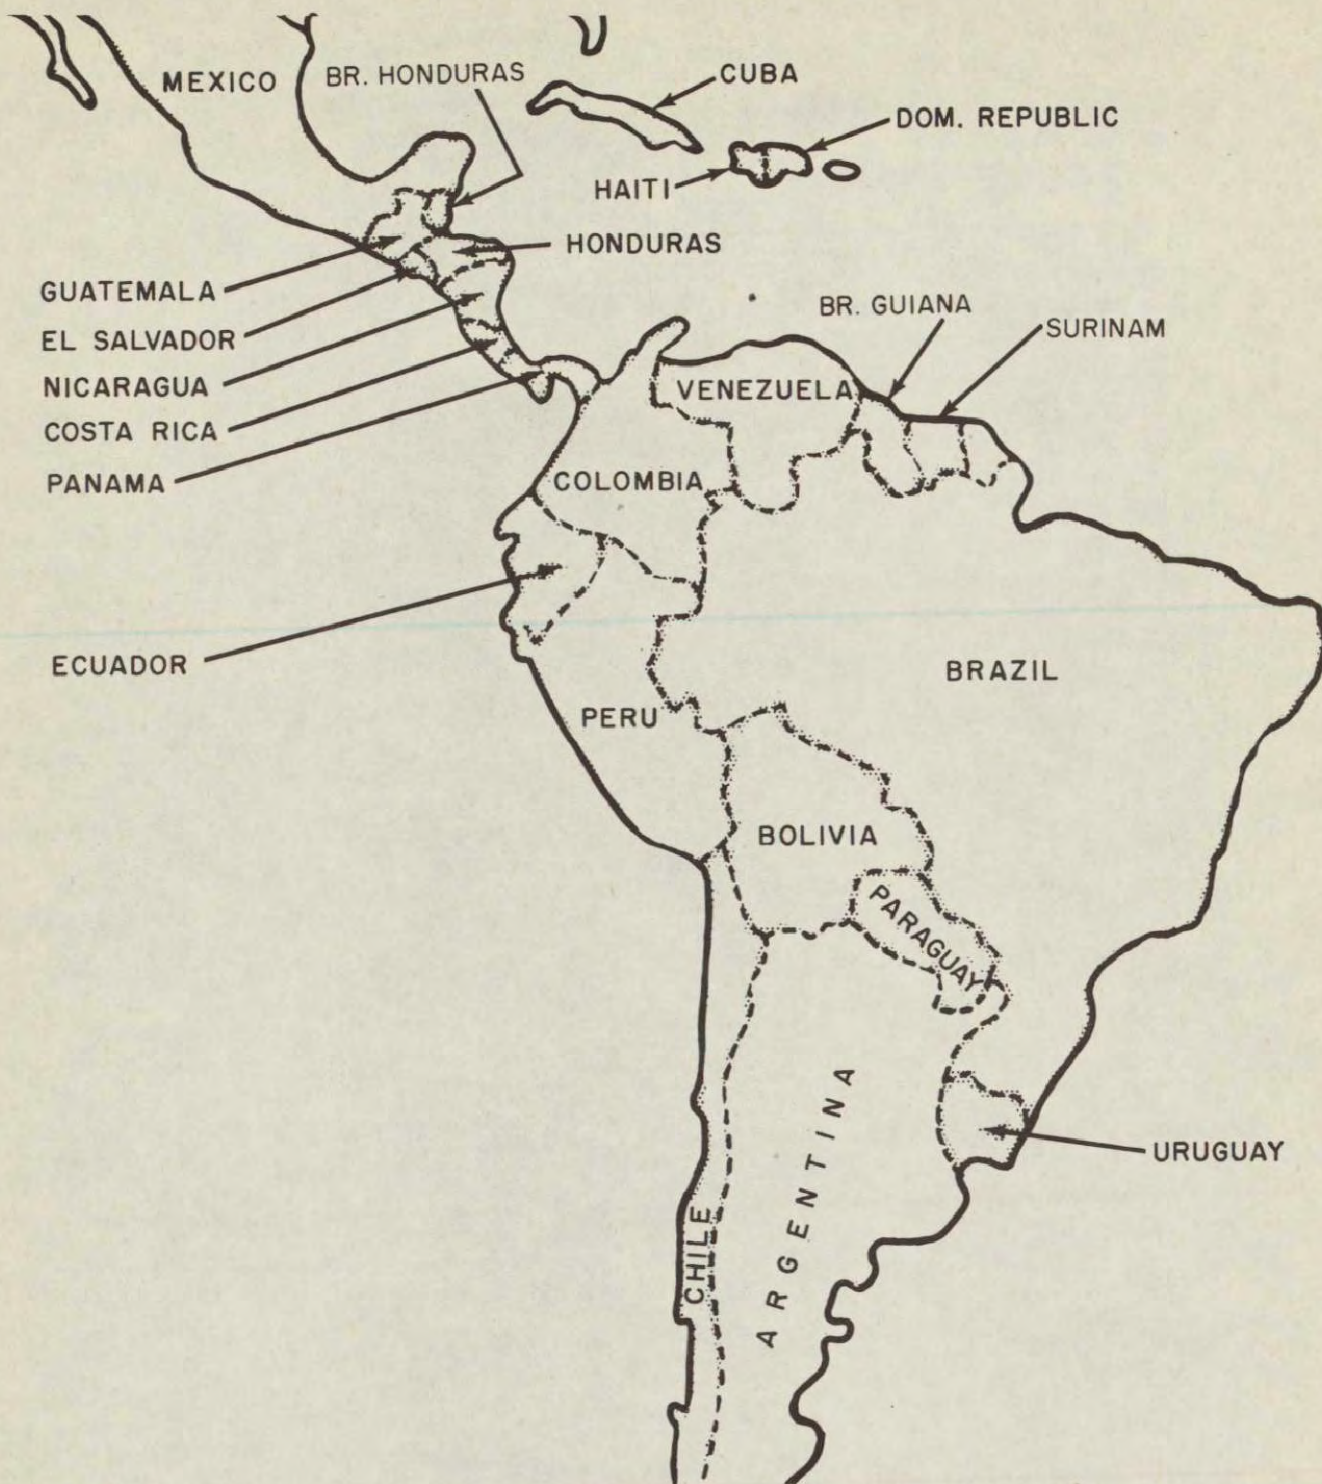 MEXICO
BR. HONDURAS
CUBA
DOM. REPUBLIC
HAITI
HONDURAS
GUATEMALA
EL SALVADOR
NICARAGUA
COSTA RICA
PANAMA
BR. GUIANA
SURINAM
VENEZUELA
COLOMBIA
ECUADOR
BRAZIL
PERU
BOLIVIA
PARAGUAY
ARGENTINA
URUGUAY
CHILE